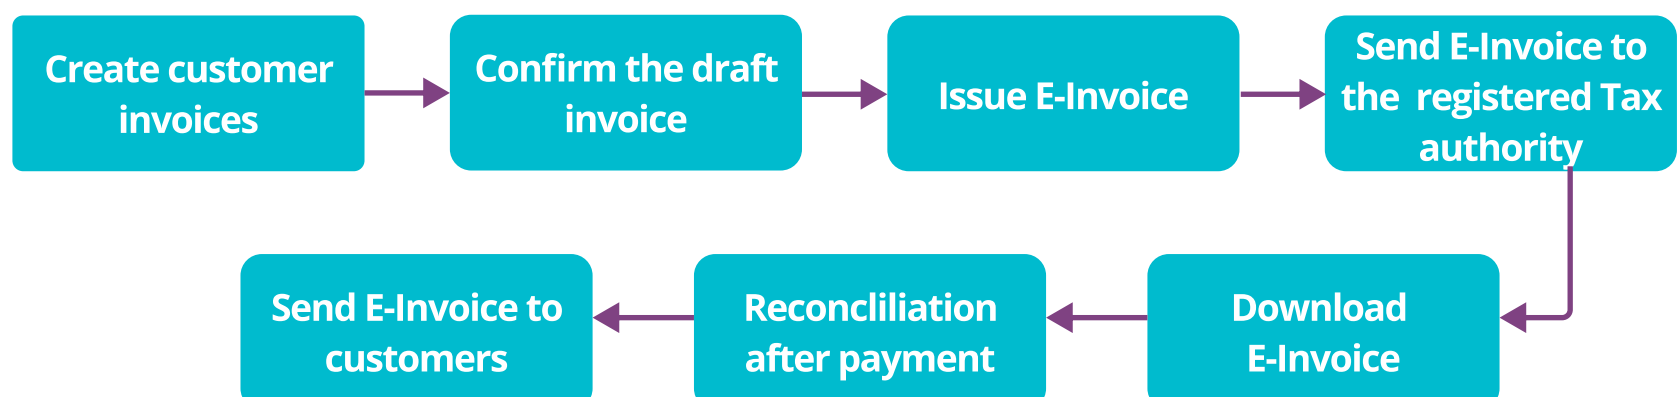 Create customer
invoices
Confirm the draft
invoice
Issue E-Invoice
Send E-Invoice to
the registered Tax
authority
Download
E-Invoice
Reconcliliation
after payment
Send E-Invoice to
customers